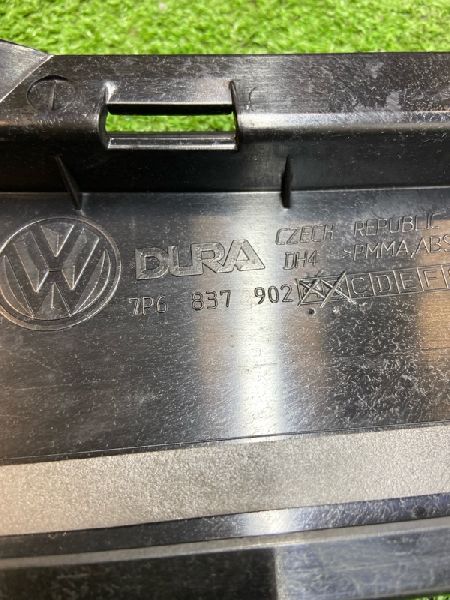 VW DURA CZECH REPUBLIC
DH4 >PMMA/ABS
7P6 837 902 A X C D E F